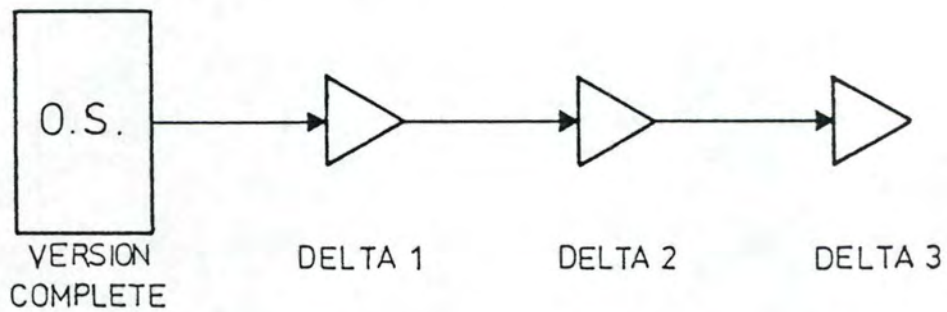 O.S.
VERSION
COMPLETE
DELTA 1
DELTA 2
DELTA 3